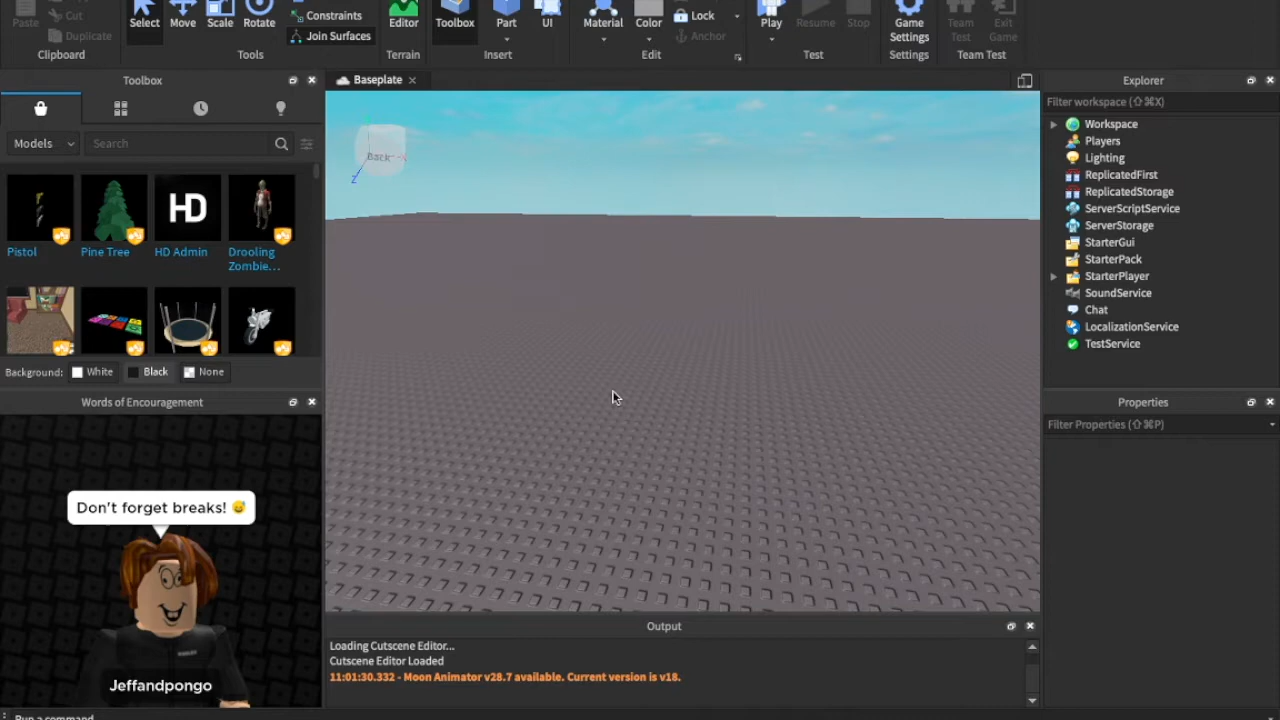 Paste
Cut
Duplicate
Clipboard
Select
Move
Scale
Rotate
Constraints
Join Surfaces
Tools
Editor
Terrain
Toolbox
Part
UI
Insert
Material
Color
Lock
Anchor
Edit
Play
Resume
Stop
Test
Game
Settings
Settings
Team
Test
Exit
Game
Team Test
Toolbox
Models
Search
Pistol
Pine Tree
HD
HD Admin
Drooling
Zombie...
Background:
White
Black
None
Words of Encouragement
Don't forget breaks! 😅
Jeffandpongo
Baseplate
Back
X
Z
Output
Loading Cutscene Editor...
Cutscene Editor Loaded
11:01:30.332 - Moon Animator v28.7 available. Current version is v18.
Explorer
Filter workspace (⇧⌘X)
Workspace
Players
Lighting
ReplicatedFirst
ReplicatedStorage
ServerScriptService
ServerStorage
StarterGui
StarterPack
StarterPlayer
SoundService
Chat
LocalizationService
TestService
Properties
Filter Properties (⇧⌘P)
Run a command